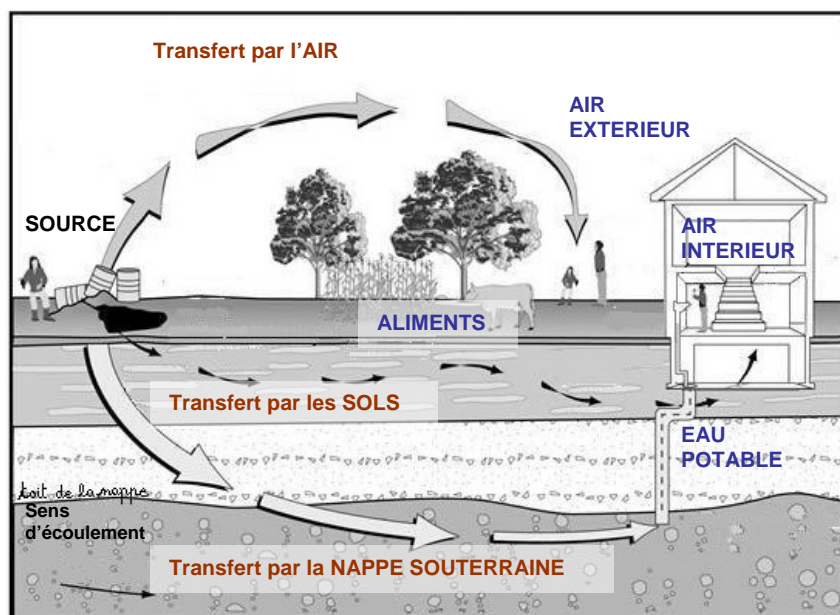 Transfert par l'AIR
AIR
EXTERIEUR
SOURCE
AIR
INTERIEUR
ALIMENTS
Transfert par les SOLS
EAU
POTABLE
toit de la nappe
Sens
d'écoulement
Transfert par la NAPPE SOUTERRAINE